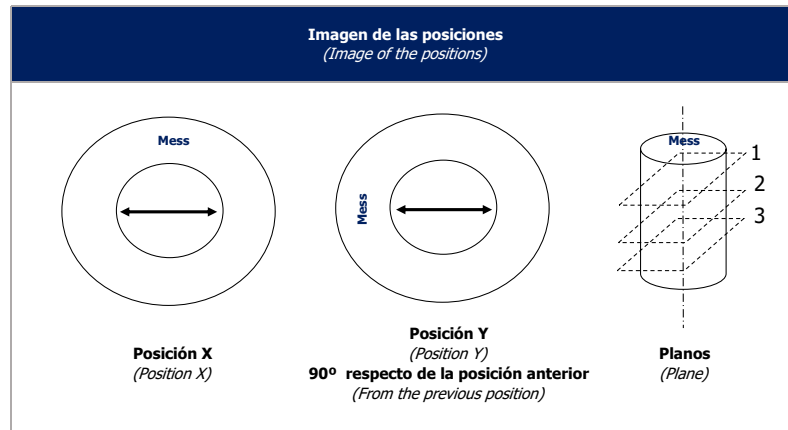 Imagen de las posiciones
(Image of the positions)
Mess
Mess
Mess
1
2
3
Posición X
(Position X)
Posición Y
(Position Y)
90º respecto de la posición anterior
(From the previous position)
Planos
(Plane)